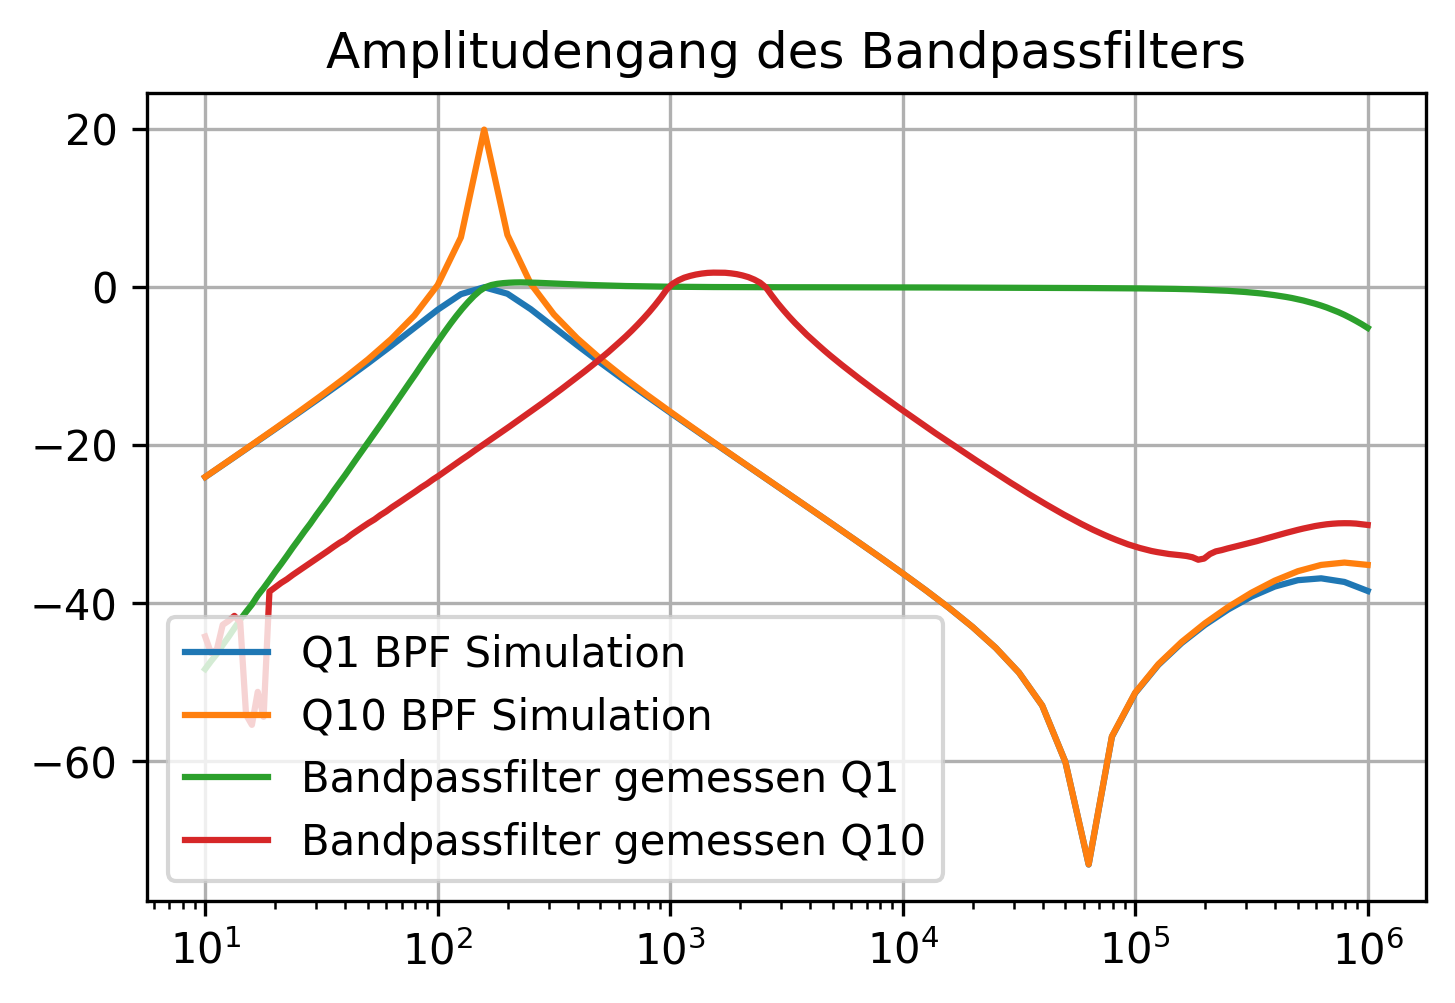 Amplitudengang des Bandpassfilters
20
0
−20
−40
−60
Q1 BPF Simulation
Q10 BPF Simulation
Bandpassfilter gemessen Q1
Bandpassfilter gemessen Q10
10¹ 10² 10³ 10⁴ 10⁵ 10⁶